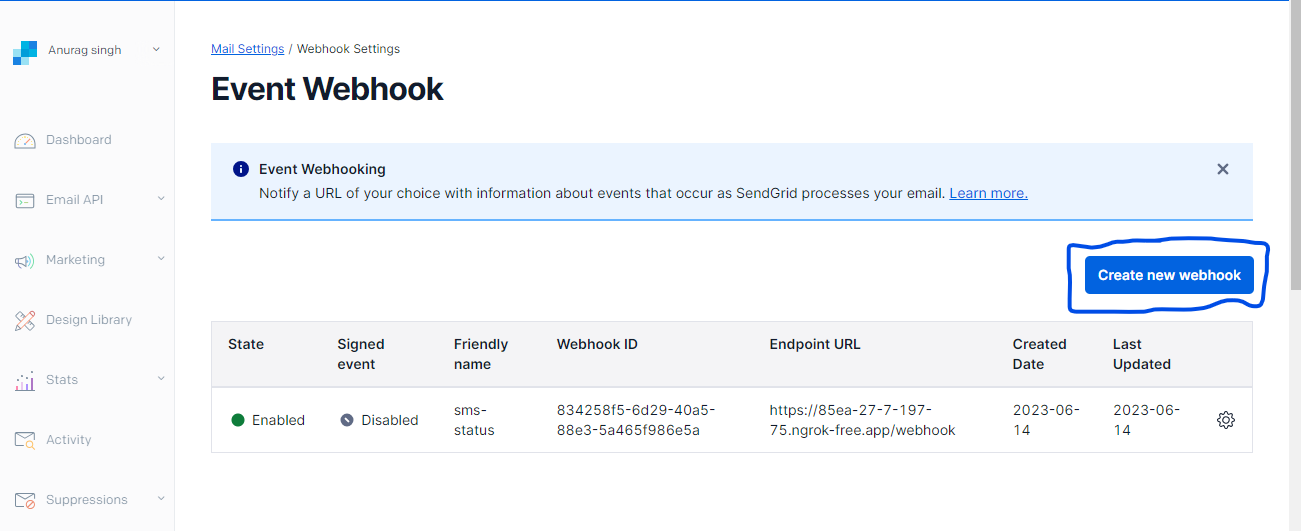 Anurag singh
Mail Settings / Webhook Settings
Event Webhook
Dashboard
Email API
Marketing
Design Library
Stats
Activity
Suppressions
Event Webhooking
Notify a URL of your choice with information about events that occur as SendGrid processes your email. Learn more.
Create new webhook
State
Signed
event
Friendly
name
Webhook ID
Endpoint URL
Created
Date
Last
Updated
Enabled
Disabled
sms-
status
834258f5-6d29-40a5-
88e3-5a465f986e5a
https://85ea-27-7-197-
75.ngrok-free.app/webhook
2023-06-
14
2023-06-
14